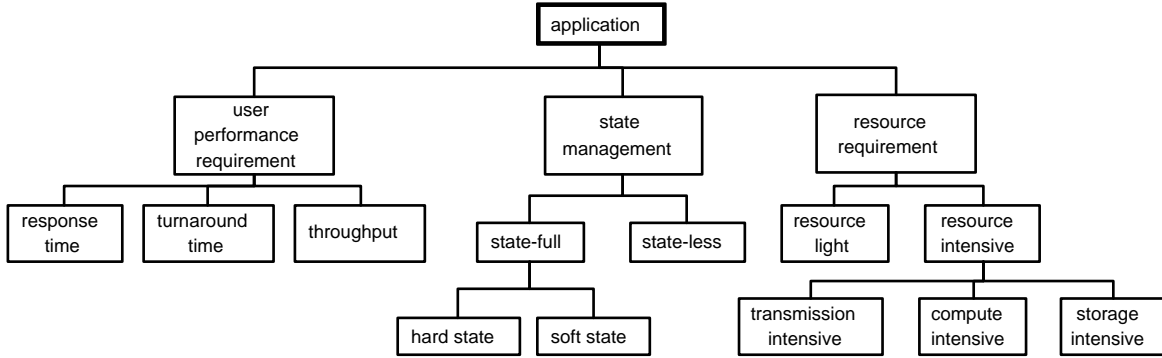 application
user
performance
requirement
state
management
resource
requirement
response
time
turnaround
time
throughput
state-full
state-less
resource
light
resource
intensive
hard state
soft state
transmission
intensive
compute
intensive
storage
intensive